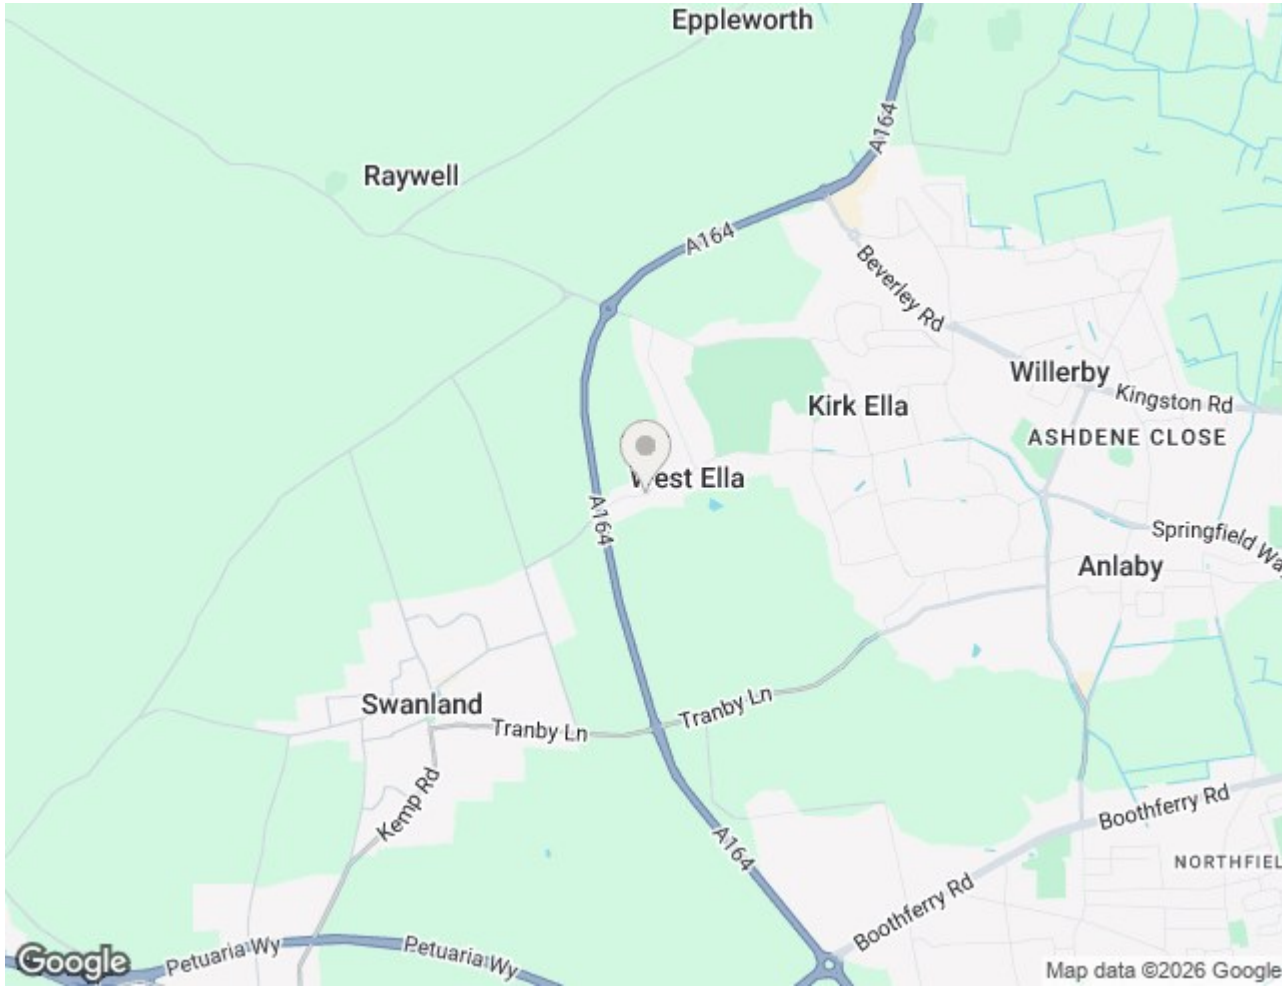 Eppleworth
A164
Raywell
A164
Beverley Rd
Willerby
Kingston Rd
Kirk Ella
ASHDENE CLOSE
West Ella
A164
Springfield Wa
Anlaby
Swanland
Tranby Ln
Tranby Ln
Kemp Rd
Boothferry Rd
A164
NORTHFIEL
Boothferry Rd
Petuaria Wy
Petuaria Wy
Google
Map data ©2026 Google